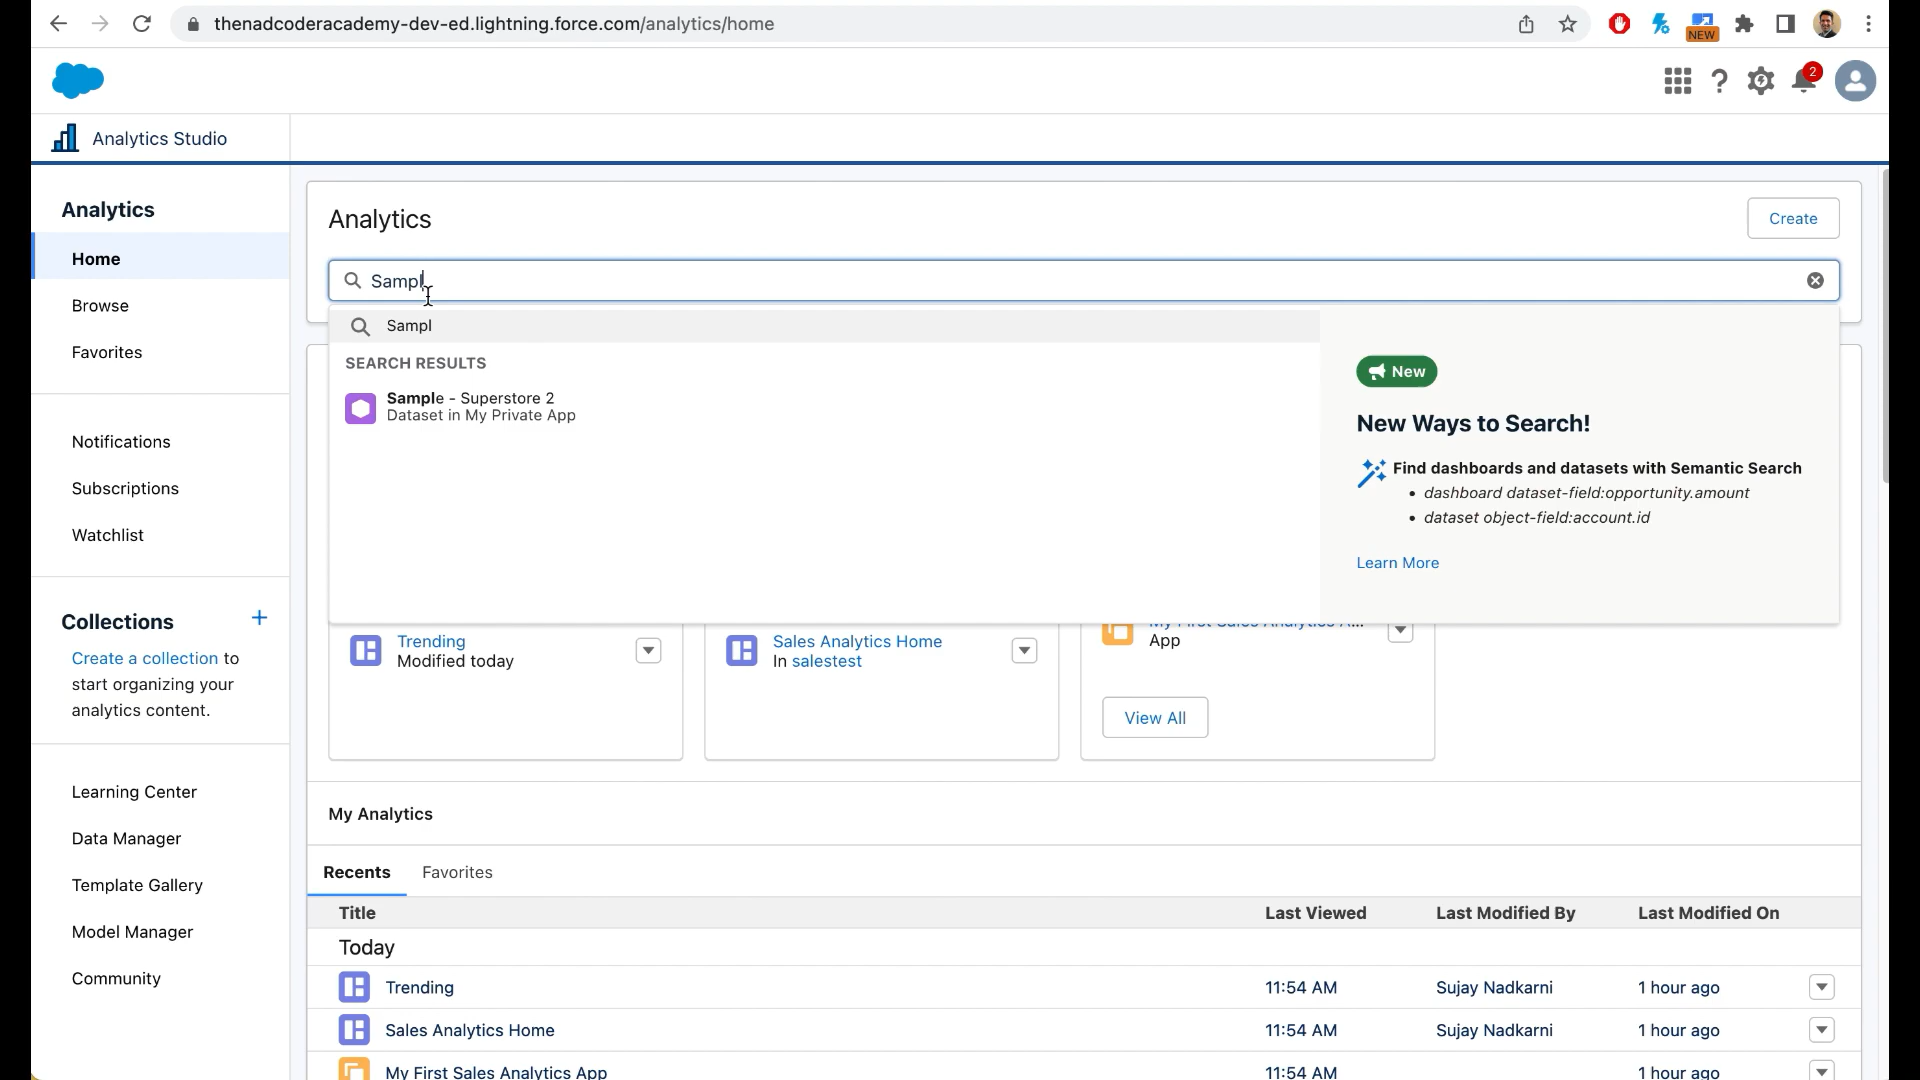 thenadcoderacademy-dev-ed.lightning.force.com/analytics/home
NEW
2
Analytics Studio
Analytics
Home
Browse
Favorites
Notifications
Subscriptions
Watchlist
Collections
Create a collection to
start organizing your
analytics content.
Learning Center
Data Manager
Template Gallery
Model Manager
Community
Analytics
Create
Sampl
Sampl
SEARCH RESULTS
Sample - Superstore 2
Dataset in My Private App
New
New Ways to Search!
Find dashboards and datasets with Semantic Search
• dashboard dataset-field:opportunity.amount
• dataset object-field:account.id
Learn More
Trending
Modified today
Sales Analytics Home
In salestest
My First Sales Analytics A...
App
View All
My Analytics
Recents Favorites
Title Last Viewed Last Modified By Last Modified On
Today
Trending 11:54 AM Sujay Nadkarni 1 hour ago
Sales Analytics Home 11:54 AM Sujay Nadkarni 1 hour ago
My First Sales Analytics App 11:54 AM 1 hour ago